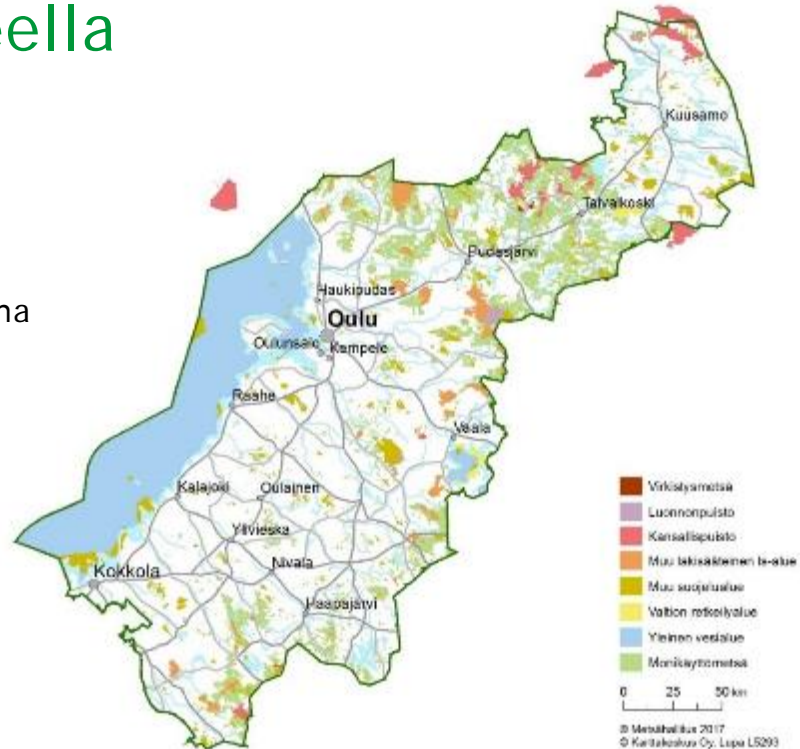 eella
na
Kuusamo
Taivalkoski
Pudasjärvi
Haukipudas
Oulu
Oulunsalo
Kempele
Raahe
Vaala
Kalajoki
Oulainen
Ylivieska
Nivala
Kokkola
Haapajärvi
Virkistysmetsä
Luonnonpuisto
Kansallispuisto
Muu lakisääteinen ls-alue
Muu suojelualue
Valtion retkeilyalue
Yleinen vesialue
Monikäyttömetsä
0 25 50 km
© Metsähallitus 2017
© Karttakeskus Oy, Lupa L5293